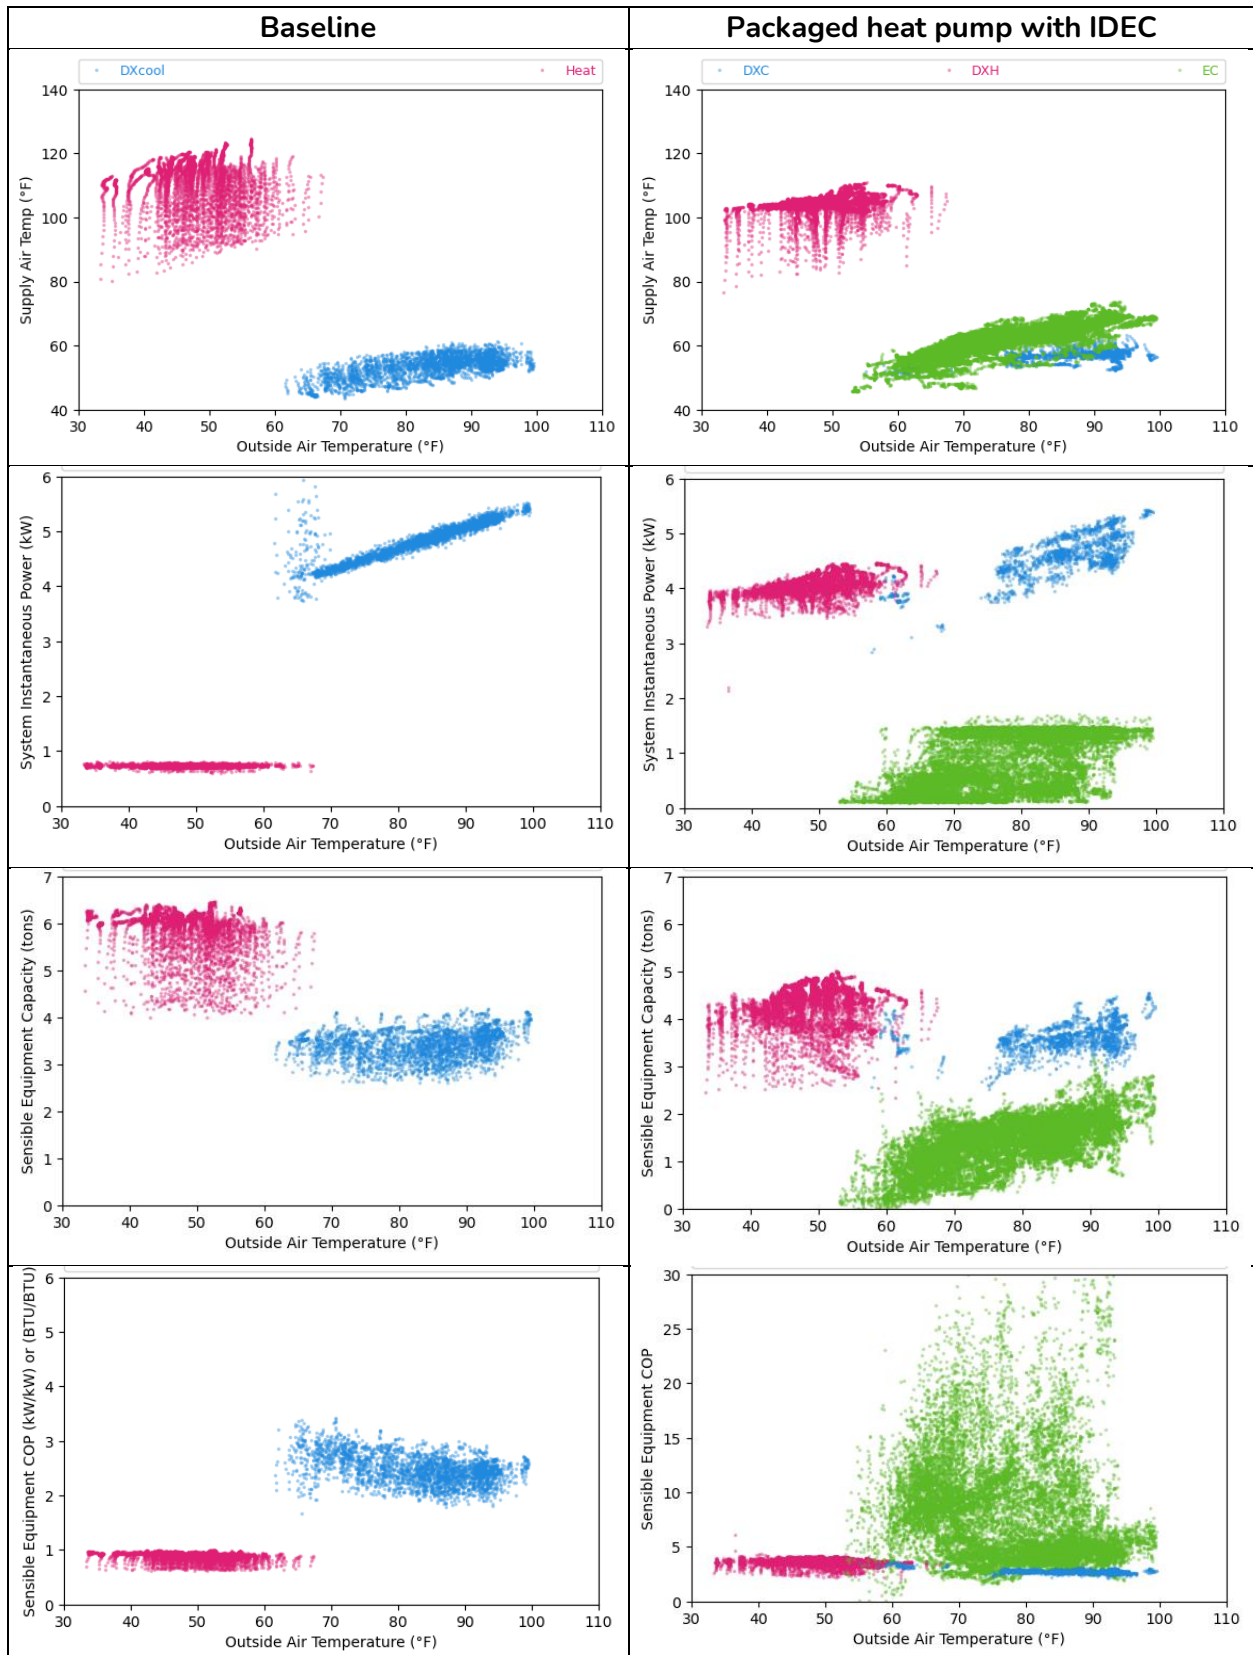 Baseline
Packaged heat pump with IDEC
DXcool Heat
140
120
100
80
60
40
Supply Air Temp (°F)
30 40 50 60 70 80 90 100 110
Outside Air Temperature (°F)
DXC DXH EC
140
120
100
80
60
40
Supply Air Temp (°F)
30 40 50 60 70 80 90 100 110
Outside Air Temperature (°F)
6
5
4
3
2
1
0
System Instantaneous Power (kW)
30 40 50 60 70 80 90 100 110
Outside Air Temperature (°F)
6
5
4
3
2
1
0
System Instantaneous Power (kW)
30 40 50 60 70 80 90 100 110
Outside Air Temperature (°F)
7
6
5
4
3
2
1
0
Sensible Equipment Capacity (tons)
30 40 50 60 70 80 90 100 110
Outside Air Temperature (°F)
7
6
5
4
3
2
1
0
Sensible Equipment Capacity (tons)
30 40 50 60 70 80 90 100 110
Outside Air Temperature (°F)
6
5
4
3
2
1
0
Sensible Equipment COP (kW/kW) or (BTU/BTU)
30 40 50 60 70 80 90 100 110
Outside Air Temperature (°F)
30
25
20
15
10
5
0
Sensible Equipment COP
30 40 50 60 70 80 90 100 110
Outside Air Temperature (°F)